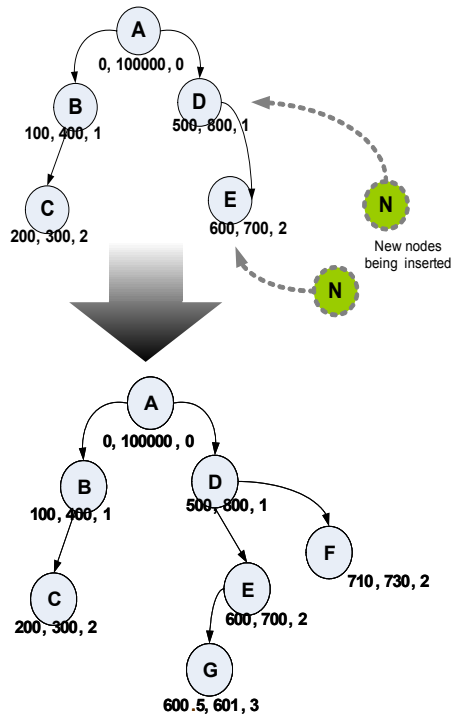 A
0, 100000, 0
B
D
100, 400, 1
500, 800, 1
C
E
N
200, 300, 2
600, 700, 2
New nodes
being inserted
N
A
0, 100000, 0
B
D
100, 400, 1
500, 800, 1
F
710, 730, 2
C
E
200, 300, 2
600, 700, 2
G
600.5, 601, 3